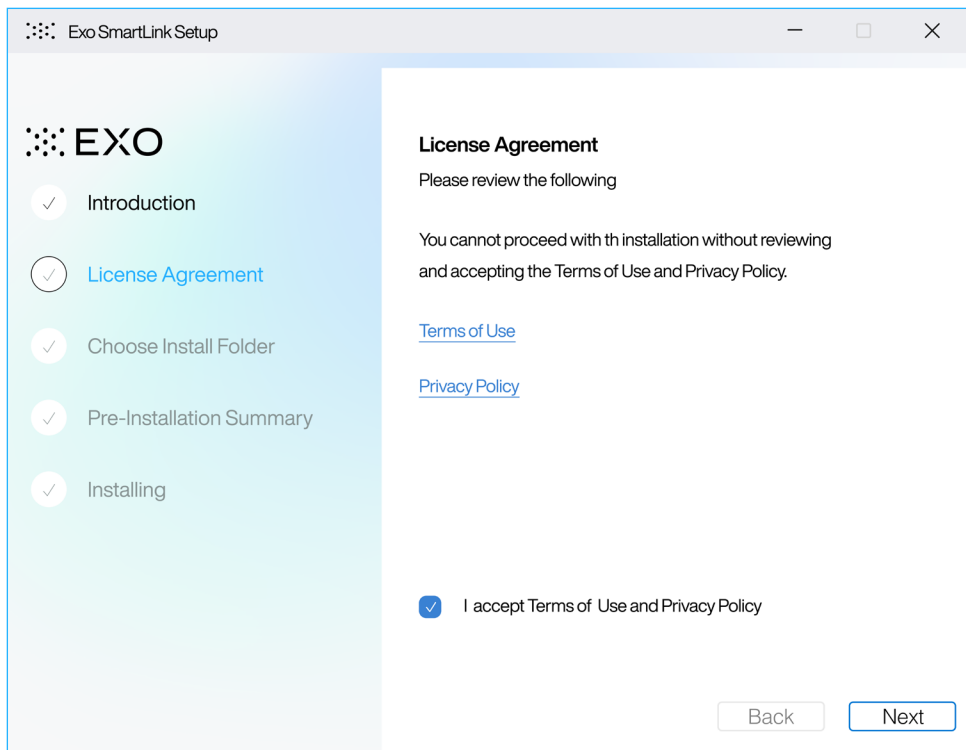 Exo SmartLink Setup
EXO
Introduction
License Agreement
Choose Install Folder
Pre-Installation Summary
Installing
License Agreement
Please review the following
You cannot proceed with th installation without reviewing
and accepting the Terms of Use and Privacy Policy.
Terms of Use
Privacy Policy
I accept Terms of Use and Privacy Policy
Back
Next